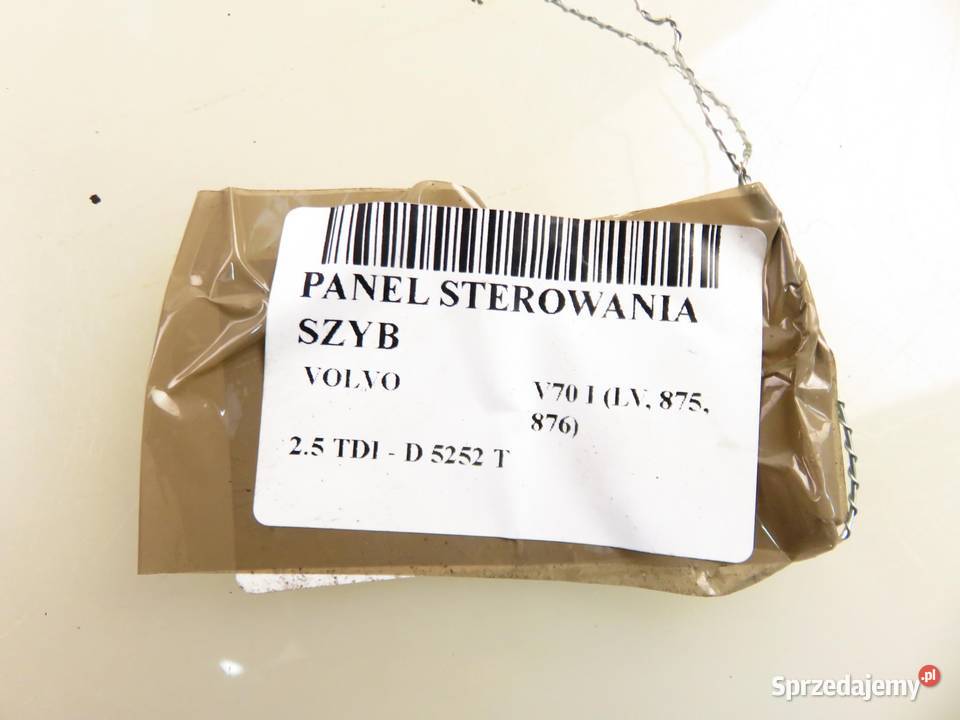 PANEL STEROWANIA
SZYB
VOLVO
V70 I (LV, 875,
876)
2.5 TDI - D 5252 T
Sprzedajemy.pl